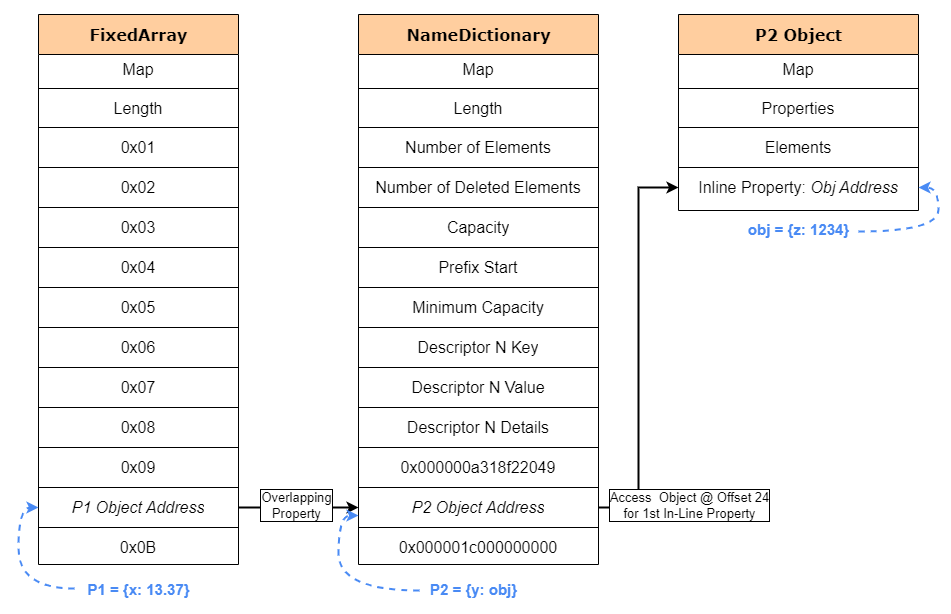 FixedArray
Map
Length
0x01
0x02
0x03
0x04
0x05
0x06
0x07
0x08
0x09
P1 Object Address
0x0B
P1 = {x: 13.37}
Overlapping
Property
NameDictionary
Map
Length
Number of Elements
Number of Deleted Elements
Capacity
Prefix Start
Minimum Capacity
Descriptor N Key
Descriptor N Value
Descriptor N Details
0x000000a318f22049
P2 Object Address
0x000001c000000000
P2 = {y: obj}
Access Object @ Offset 24
for 1st In-Line Property
P2 Object
Map
Properties
Elements
Inline Property: Obj Address
obj = {z: 1234}